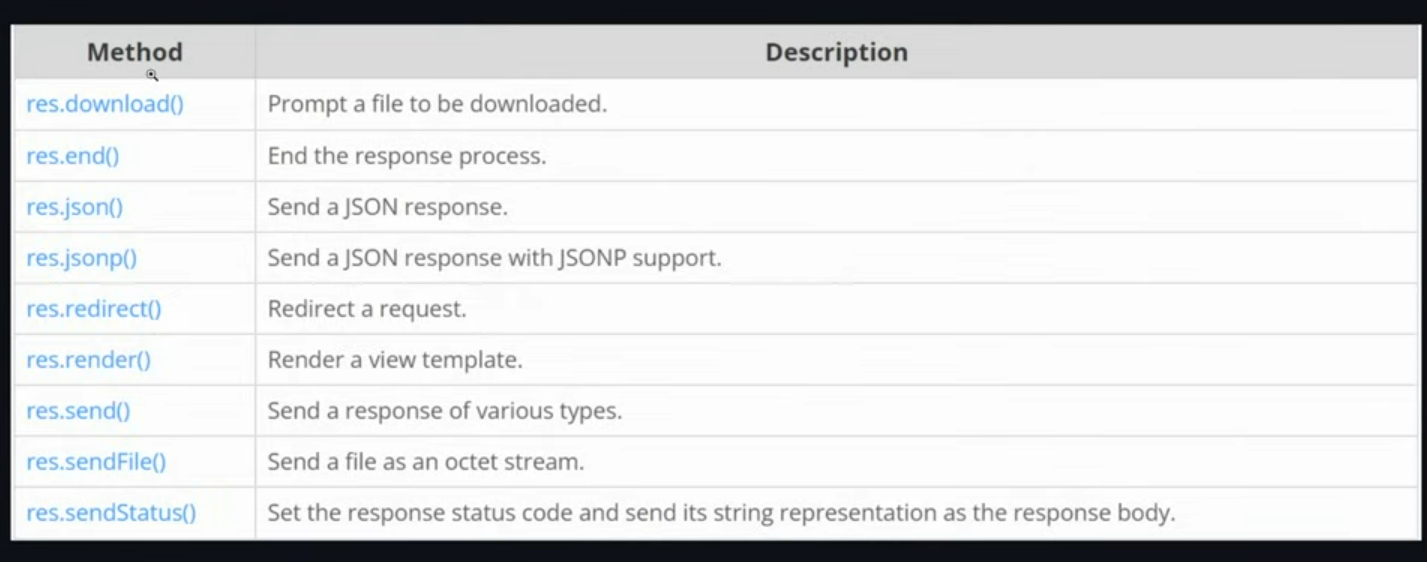 Method Description
res.download() Prompt a file to be downloaded.
res.end() End the response process.
res.json() Send a JSON response.
res.jsonp() Send a JSON response with JSONP support.
res.redirect() Redirect a request.
res.render() Render a view template.
res.send() Send a response of various types.
res.sendFile() Send a file as an octet stream.
res.sendStatus() Set the response status code and send its string representation as the response body.